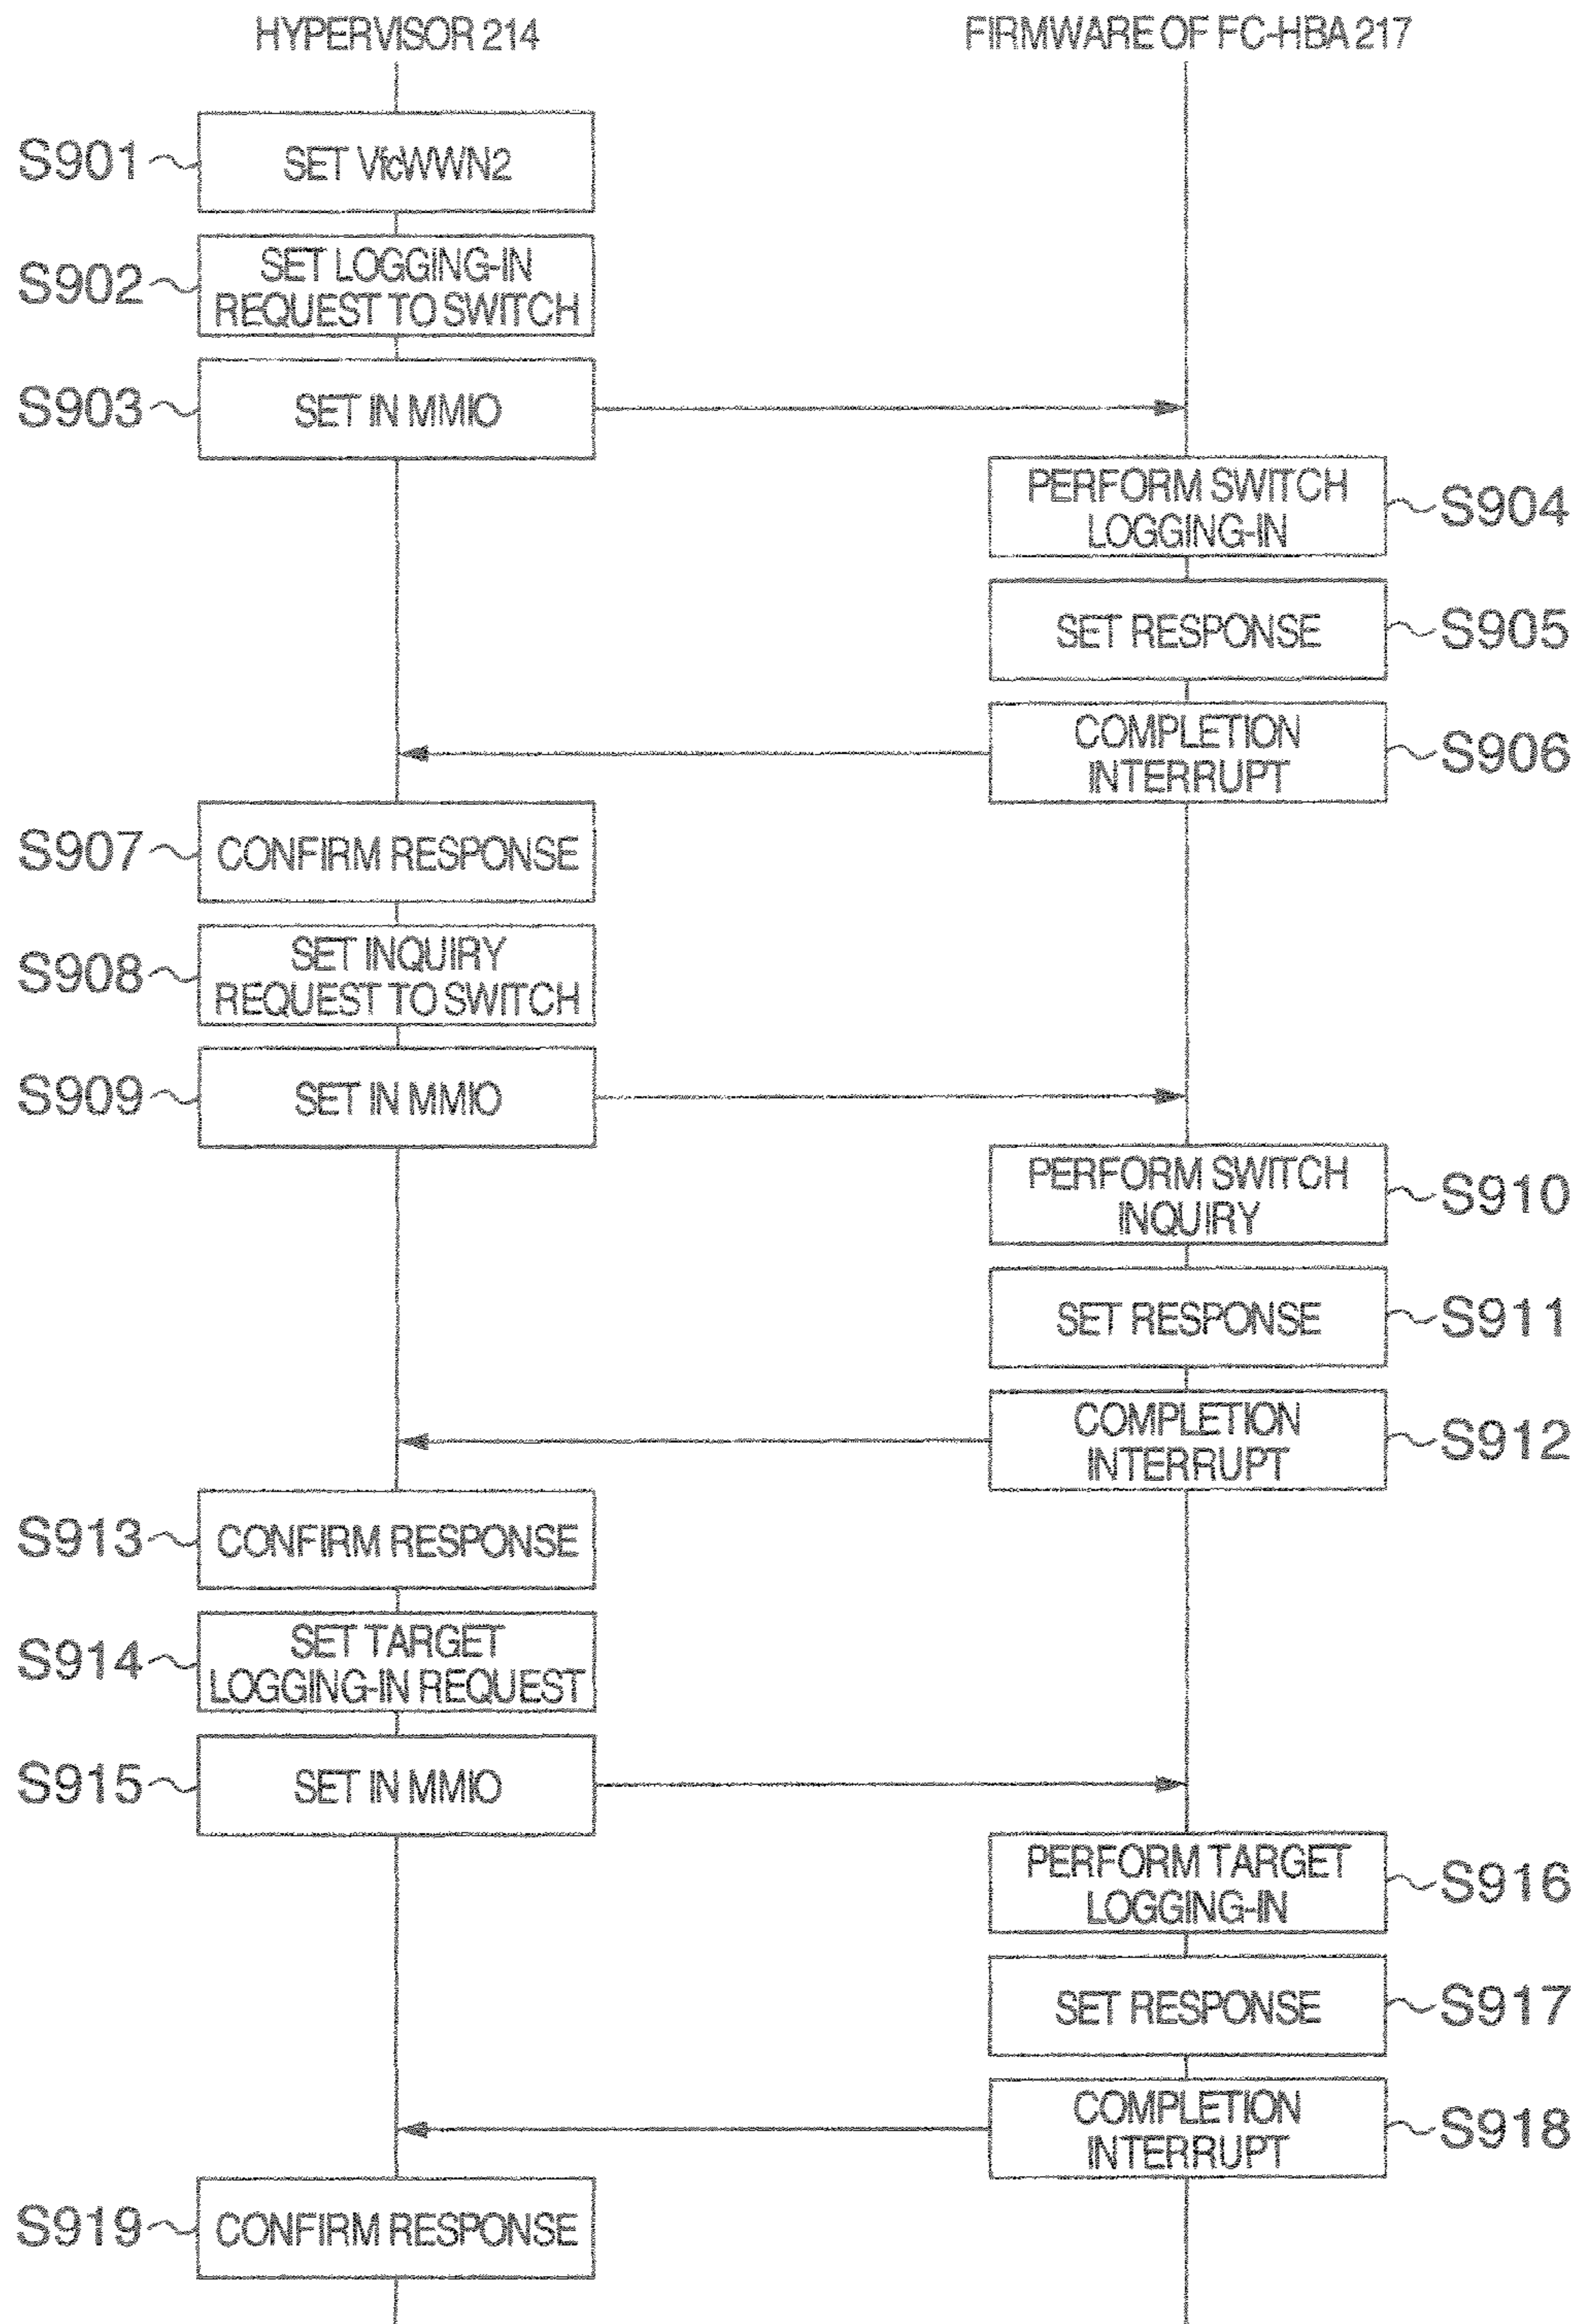 HYPERVISOR 214
FIRMWARE OF FC-HBA 217
S901
SET VfcWWN2
S902
SET LOGGING-IN
REQUEST TO SWITCH
S903
SET IN MMIO
PERFORM SWITCH
LOGGING-IN
S904
SET RESPONSE
S905
COMPLETION
INTERRUPT
S906
S907
CONFIRM RESPONSE
S908
SET INQUIRY
REQUEST TO SWITCH
S909
SET IN MMIO
PERFORM SWITCH
INQUIRY
S910
SET RESPONSE
S911
COMPLETION
INTERRUPT
S912
S913
CONFIRM RESPONSE
S914
SET TARGET
LOGGING-IN REQUEST
S915
SET IN MMIO
PERFORM TARGET
LOGGING-IN
S916
SET RESPONSE
S917
COMPLETION
INTERRUPT
S918
S919
CONFIRM RESPONSE